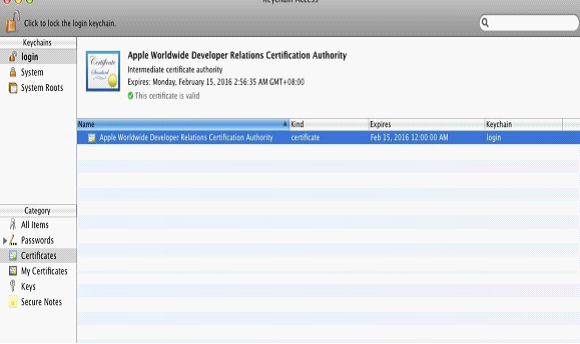 Keychain Access
Click to lock the login keychain.
Keychains
login
System
System Roots
Certificate
Standard
Apple Worldwide Developer Relations Certification Authority
Intermediate certificate authority
Expires: Monday, February 15, 2016 2:56:35 AM GMT+08:00
This certificate is valid
Name Kind Expires Keychain
Apple Worldwide Developer Relations Certification Authority certificate Feb 15, 2016 12:00:00 AM login
Category
All Items
Passwords
Certificates
My Certificates
Keys
Secure Notes